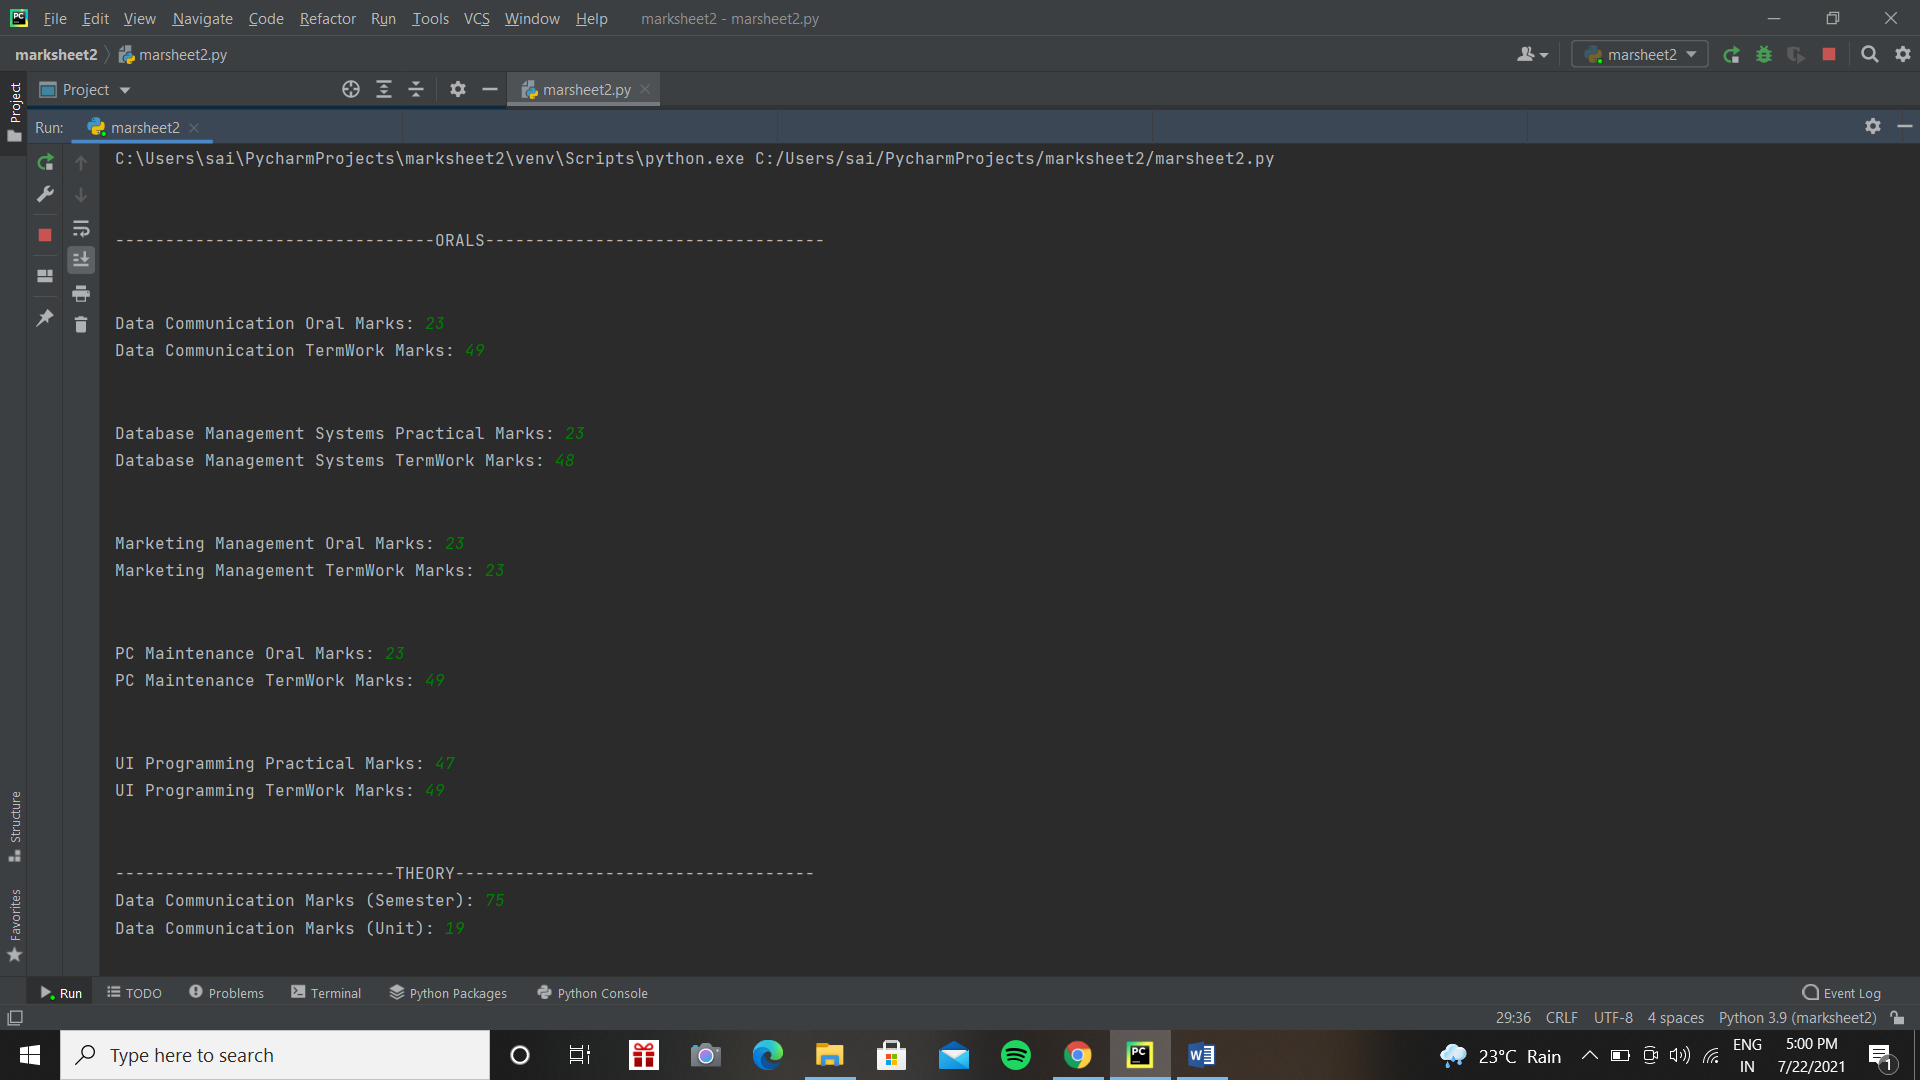 File Edit View Navigate Code Refactor Run Tools VCS Window Help marksheet2 - marsheet2.py
marksheet2 marsheet2.py marsheet2
Project Project marsheet2.py
Run: marsheet2
C:\Users\sai\PycharmProjects\marksheet2\venv\Scripts\python.exe C:/Users/sai/PycharmProjects/marksheet2/marsheet2.py
--------------------------------ORALS----------------------------------
Data Communication Oral Marks: 23
Data Communication TermWork Marks: 49
Database Management Systems Practical Marks: 23
Database Management Systems TermWork Marks: 48
Marketing Management Oral Marks: 23
Marketing Management TermWork Marks: 23
PC Maintenance Oral Marks: 23
PC Maintenance TermWork Marks: 49
UI Programming Practical Marks: 47
UI Programming TermWork Marks: 49
----------------------------THEORY------------------------------------
Data Communication Marks (Semester): 75
Data Communication Marks (Unit): 19
Structure
Favorites
Run TODO Problems Terminal Python Packages Python Console Event Log
29:36 CRLF UTF-8 4 spaces Python 3.9 (marksheet2)
Type here to search 23°C Rain ENG IN 5:00 PM 7/22/2021 1